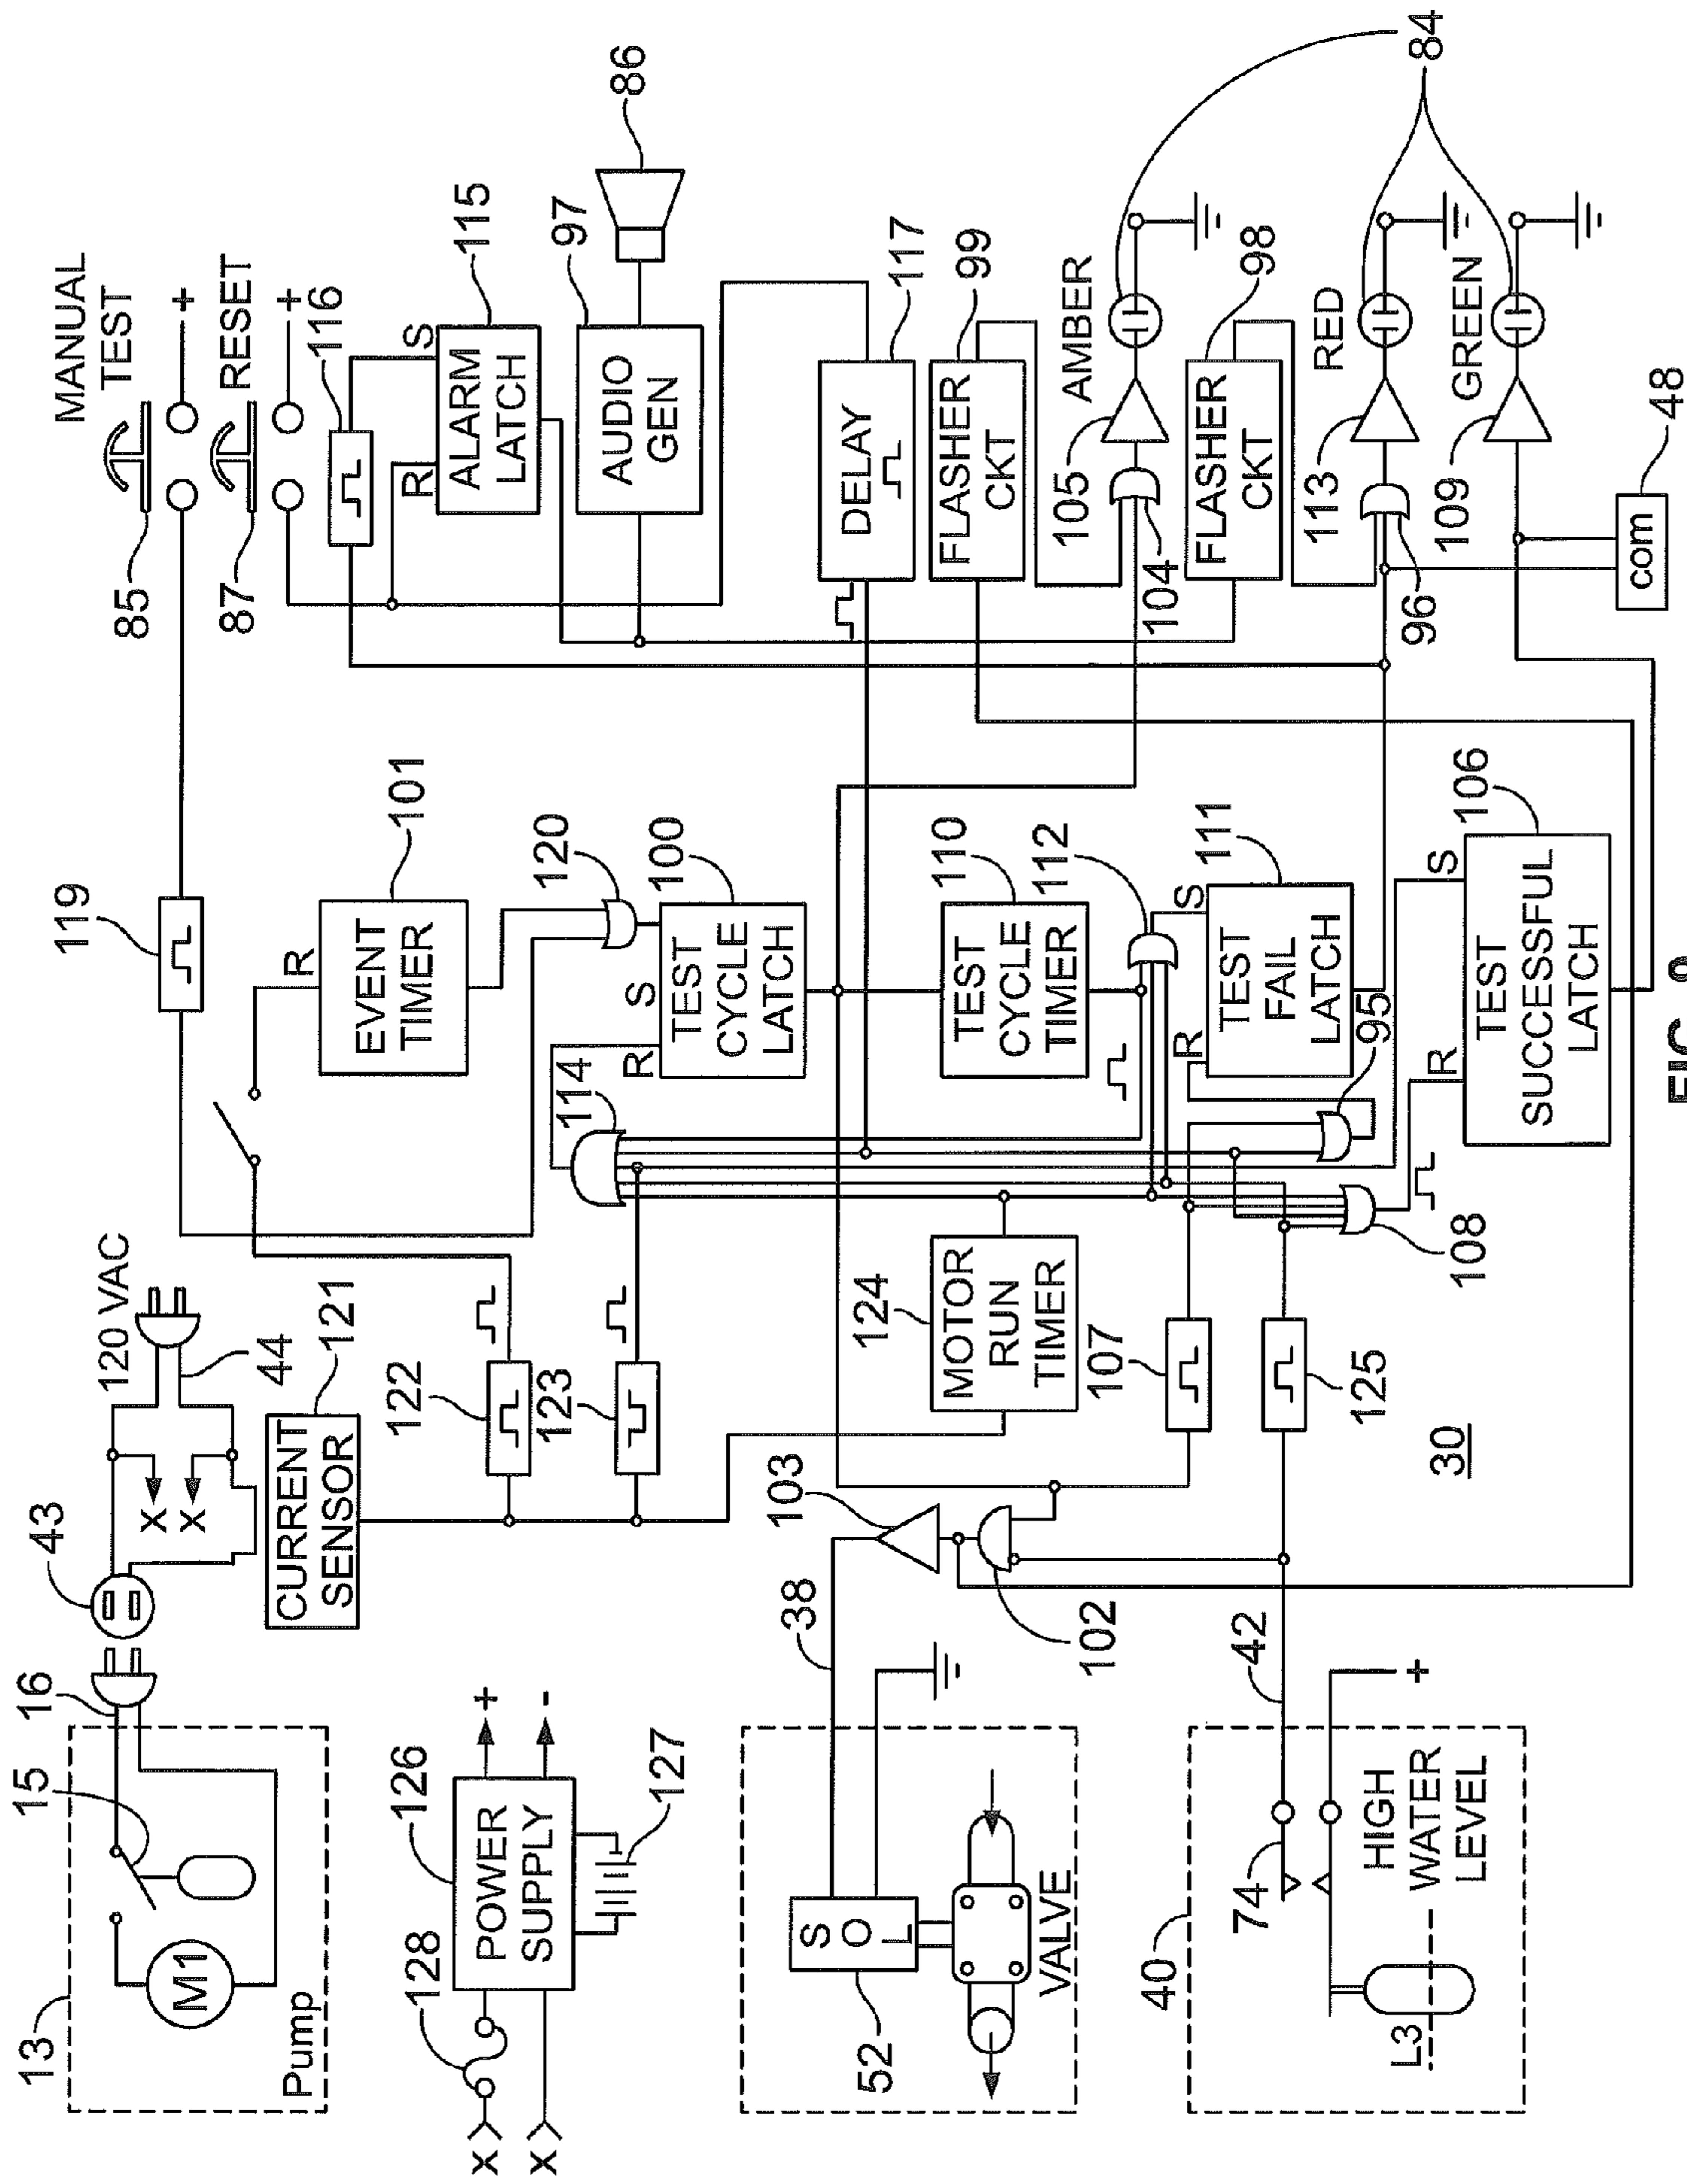 MANUAL
TEST
85
+
RESET
87
+
116
S
R
ALARM
LATCH
115
AUDIO
GEN
97
86
DELAY
117
FLASHER
CKT
99
AMBER
105
104
FLASHER
CKT
98
RED
113
96
GREEN
109
84
com
48
119
R
EVENT
TIMER
101
120
S
R
TEST
CYCLE
LATCH
100
114
TEST
CYCLE
TIMER
110
112
S
R
TEST
FAIL
LATCH
111
95
S
R
TEST
SUCCESSFUL
LATCH
106
108
120 VAC
44
43
X
X
CURRENT
SENSOR
121
122
123
MOTOR
RUN
TIMER
124
107
125
30
103
102
38
42
16
15
13
M1
Pump
POWER
SUPPLY
126
+
-
127
128
X
X
S
O
L
52
VALVE
40
74
+
HIGH
WATER
LEVEL
L3